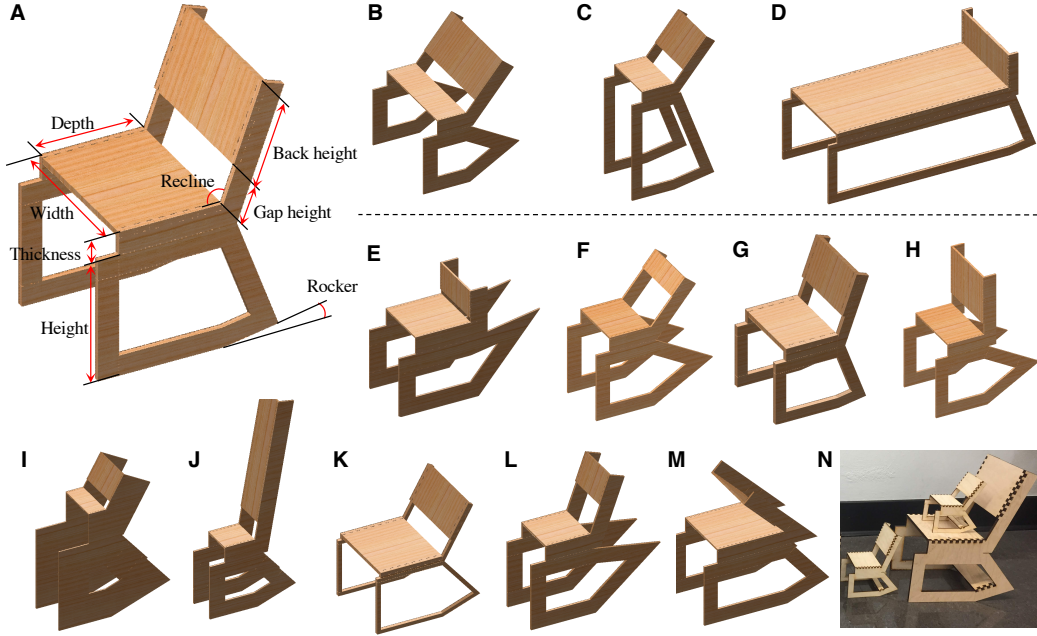 A
B
C
D
Depth
Back height
Recline
Width
Gap height
Thickness
Rocker
Height
E
F
G
H
I
J
K
L
M
N